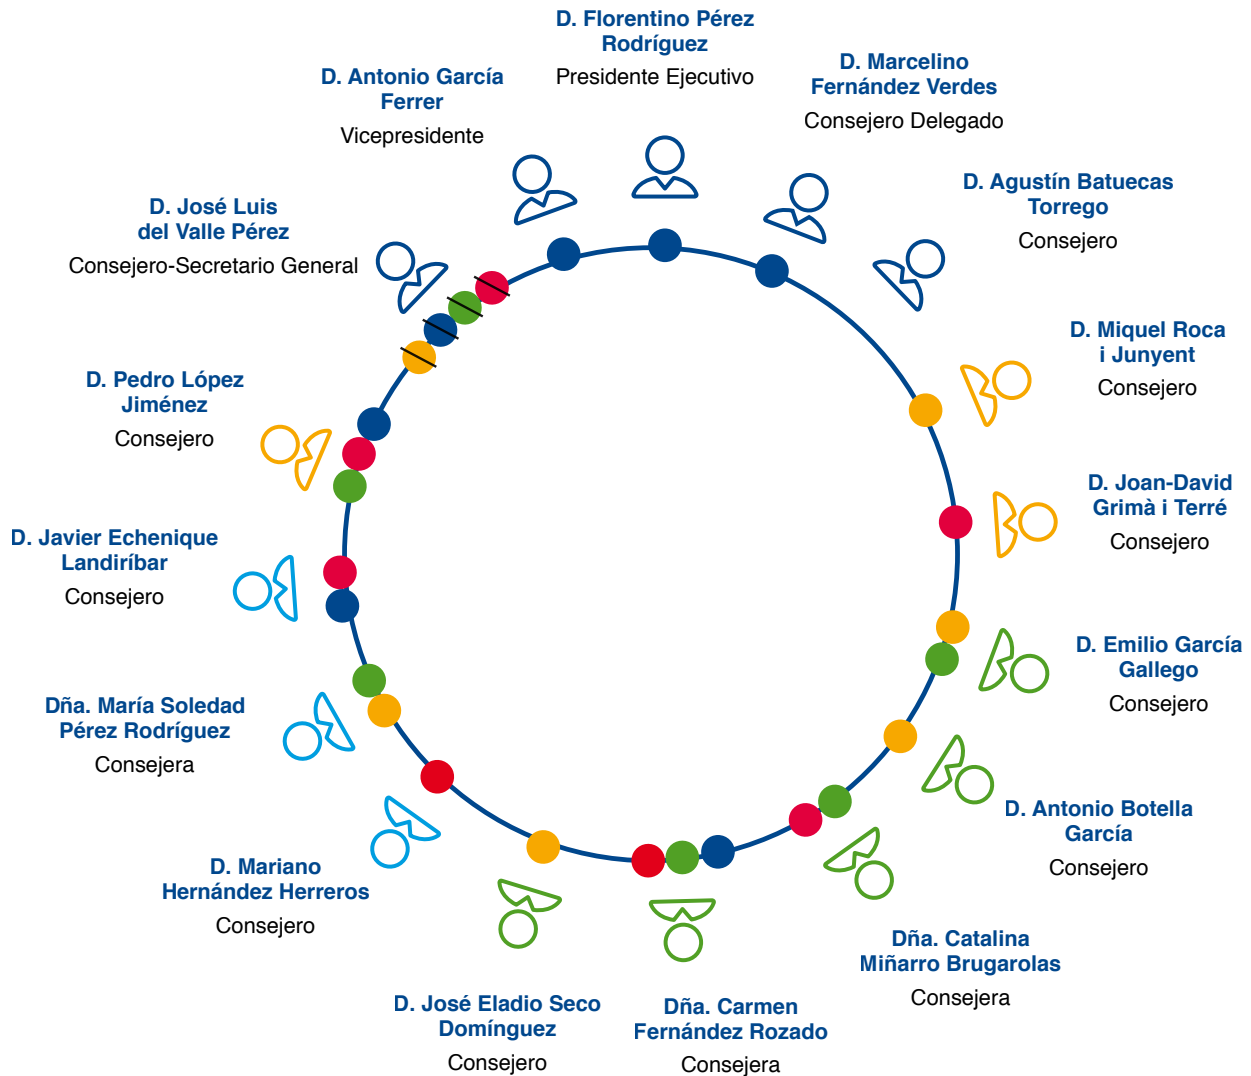 D. Florentino Pérez
Rodríguez
Presidente Ejecutivo
D. Marcelino
Fernández Verdes
Consejero Delegado
D. Agustín Batuecas
Torrego
Consejero
D. Miquel Roca
i Junyent
Consejero
D. Joan-David
Grimà i Terré
Consejero
D. Emilio García
Gallego
Consejero
D. Antonio Botella
García
Consejero
Dña. Catalina
Miñarro Brugarolas
Consejera
Dña. Carmen
Fernández Rozado
Consejera
D. José Eladio Seco
Domínguez
Consejero
D. Mariano
Hernández Herreros
Consejero
Dña. María Soledad
Pérez Rodríguez
Consejera
D. Javier Echenique
Landiríbar
Consejero
D. Pedro López
Jiménez
Consejero
D. José Luis
del Valle Pérez
Consejero-Secretario General
D. Antonio García
Ferrer
Vicepresidente